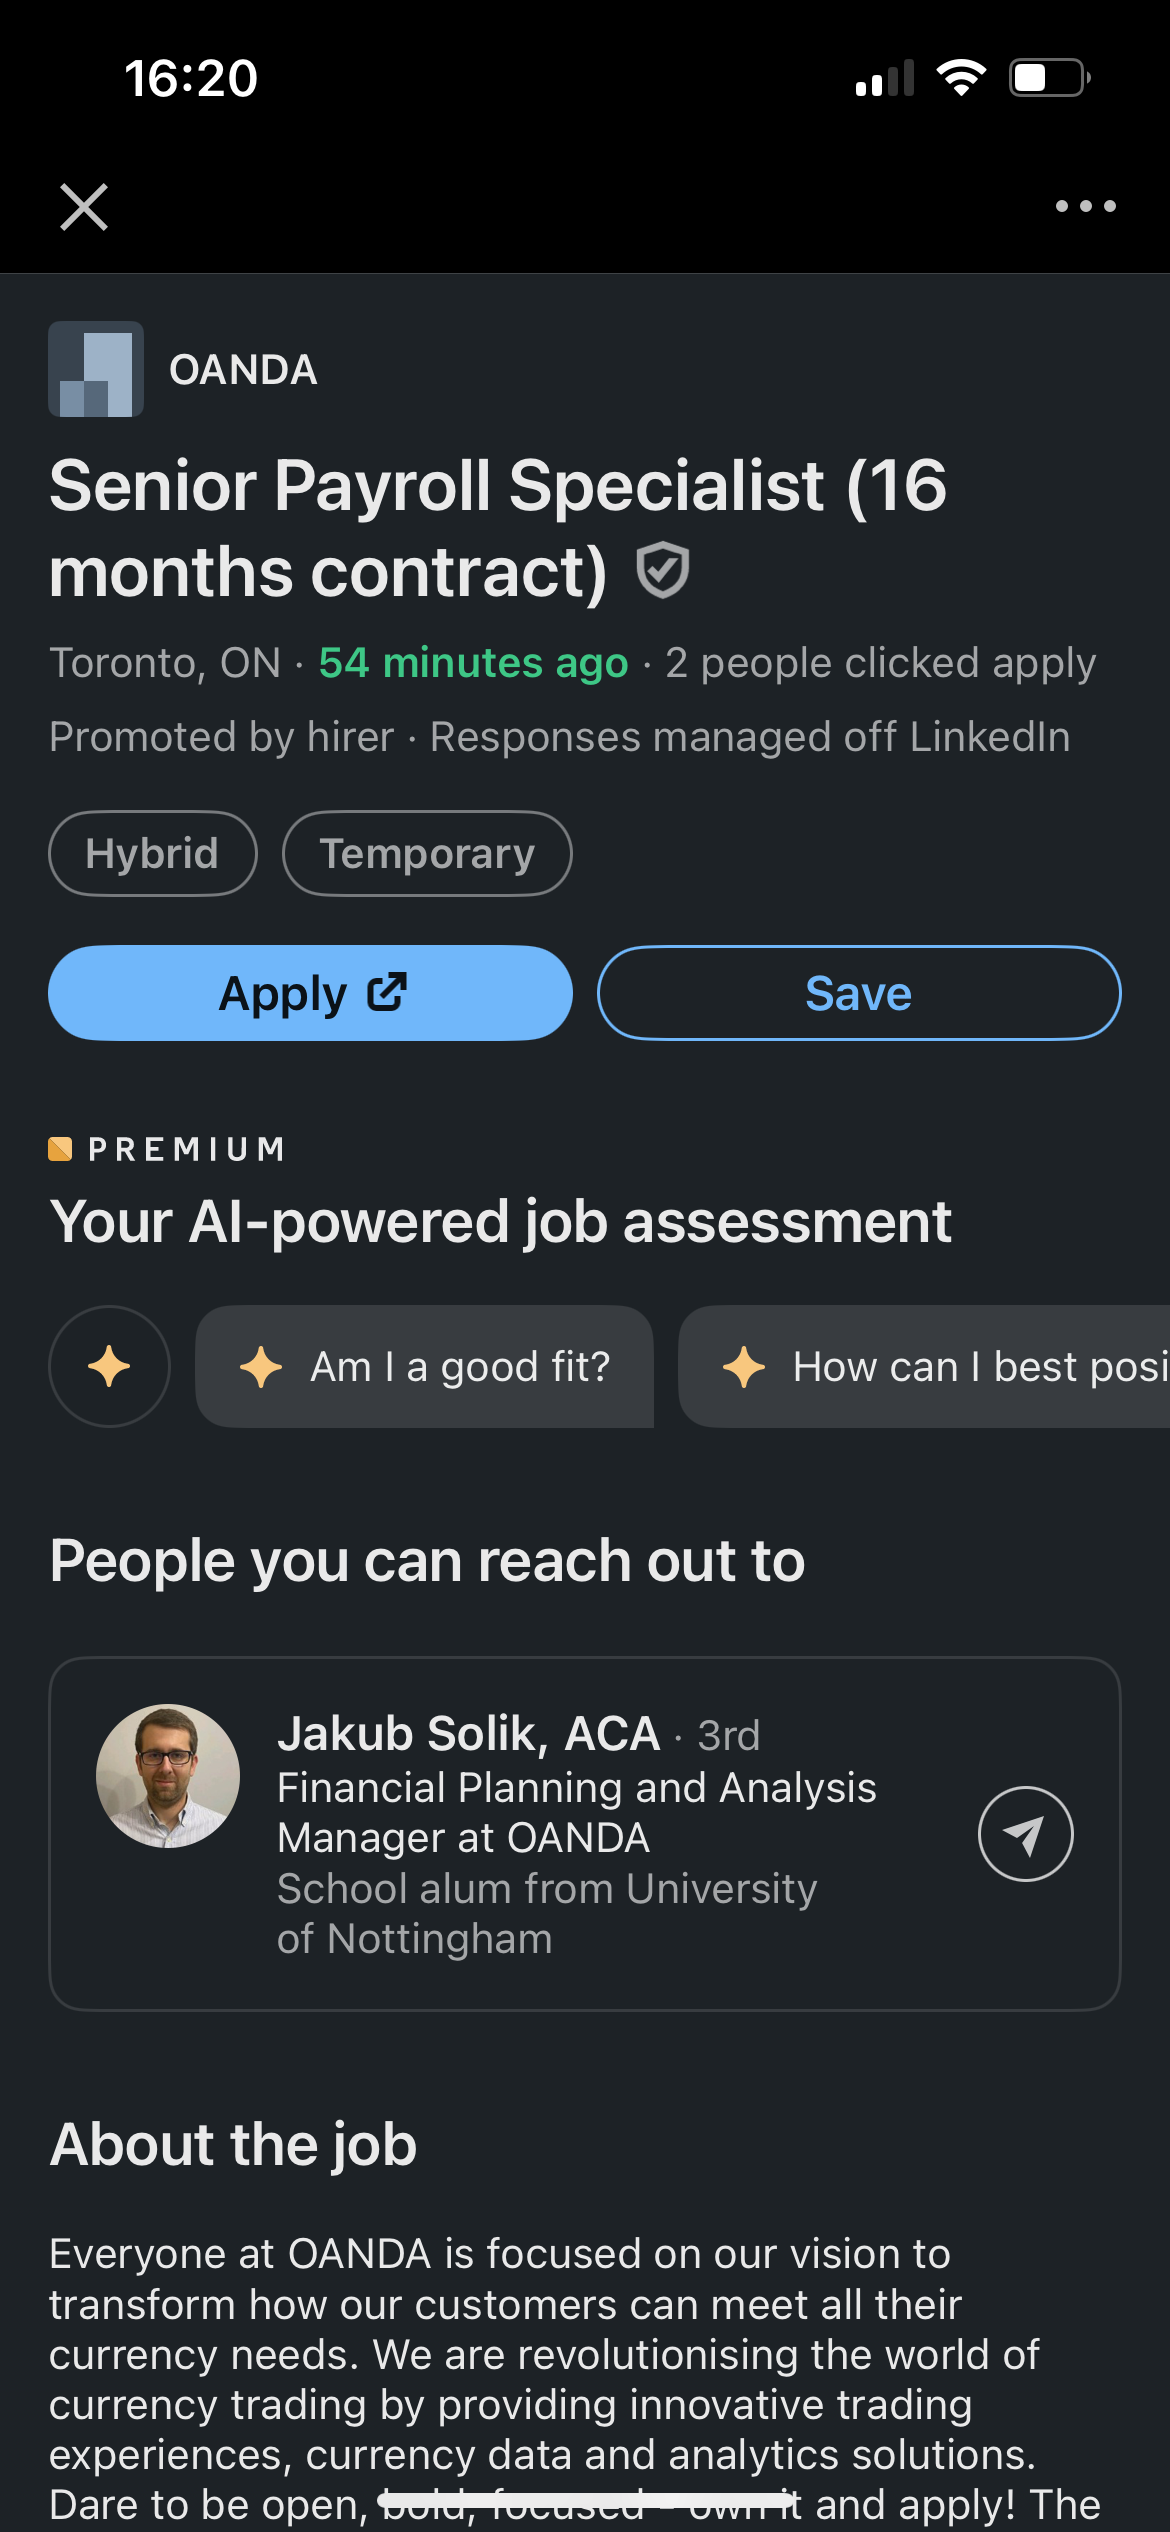 16:20
OANDA
Senior Payroll Specialist (16
months contract)
Toronto, ON · 54 minutes ago · 2 people clicked apply
Promoted by hirer · Responses managed off LinkedIn
Hybrid
Temporary
Apply
Save
PREMIUM
Your AI-powered job assessment
Am I a good fit?
How can I best posi
People you can reach out to
Jakub Solik, ACA · 3rd
Financial Planning and Analysis
Manager at OANDA
School alum from University
of Nottingham
About the job
Everyone at OANDA is focused on our vision to
transform how our customers can meet all their
currency needs. We are revolutionising the world of
currency trading by providing innovative trading
experiences, currency data and analytics solutions.
Dare to be open, bold, focused - own it and apply! The